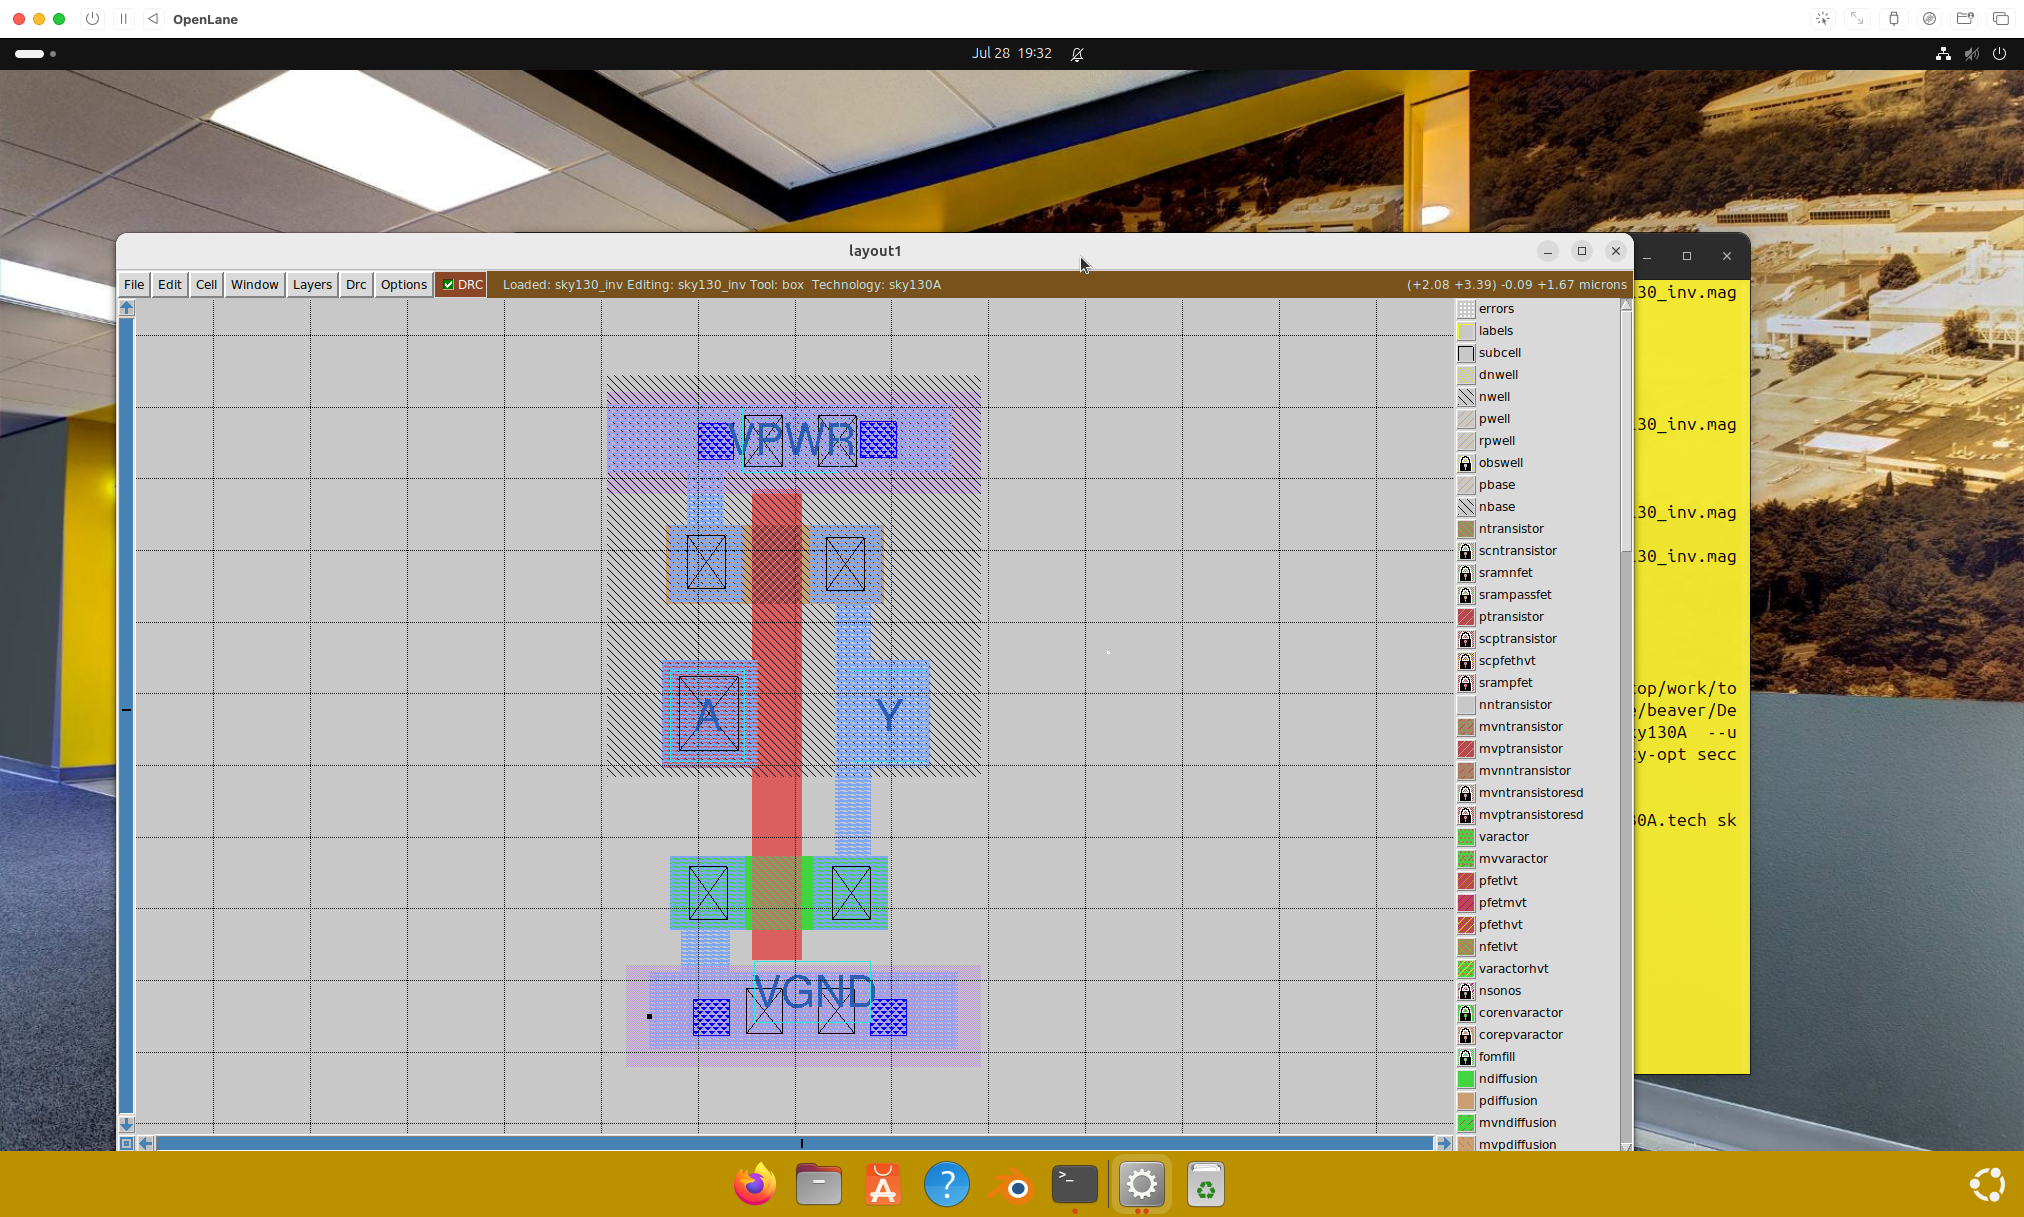 OpenLane
Jul 28 19:32
layout1
File Edit Cell Window Layers Drc Options DRC Loaded: sky130_inv Editing: sky130_inv Tool: box Technology: sky130A (+2.08 +3.39) -0.09 +1.67 microns
errors
labels
subcell
dnwell
nwell
pwell
rpwell
obswell
pbase
nbase
ntransistor
scntransistor
sramnfet
srampassfet
ptransistor
scptransistor
scpfethvt
srampfet
nntransistor
mvntransistor
mvptransistor
mvnntransistor
mvntransistoresd
mvptransistoresd
varactor
mvvaractor
pfetlvt
pfetmvt
pfethvt
nfetlvt
varactorhvt
nsonos
corenvaractor
corepvaractor
fomfill
ndiffusion
pdiffusion
mvndiffusion
mvpdiffusion
VPWR
A
Y
VGND
30_inv.mag
30_inv.mag
30_inv.mag
30_inv.mag
top/work/to
/beaver/De
ky130A --u
ty-opt secc
30A.tech sk